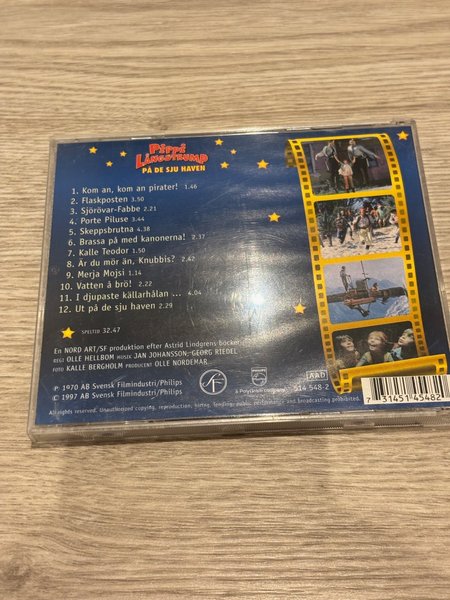 PIPPI
LÅNGSTRUMP
PÅ DE SJU HAVEN
1. Kom an, kom an pirater! 1.46
2. Flaskposten 3.50
3. Sjörövar-Fabbe 2.21
4. Porte Piluse 3.44
5. Skeppsbrutna 4.38
6. Brassa på med kanonerna! 2.37
7. Kalle Teodor 1.50
8. Är du mör än, Knubbis? 2.42
9. Merja Mojsi 1.14
10. Vatten å brö! 2.22
11. I djupaste källarhålan ... 4.04
12. Ut på de sju haven 2.29
SPELTID 32.47
En NORD ART/SF produktion efter Astrid Lindgrens böcker
REGI OLLE HELLBOM MUSIK JAN JOHANSSON, GEORG RIEDEL
FOTO KALLE BERGHOLM PRODUCENT OLLE NORDEMAR
℗ 1970 AB Svensk Filmindustri/Philips
© 1997 AB Svensk Filmindustri/Philips
SF
PHILIPS
a PolyGram company
AAD
514 548-2
7 31451 45482
All rights reserved. Unauthorized copying, reproduction, hiring, lending, public performance and broadcasting prohibited.